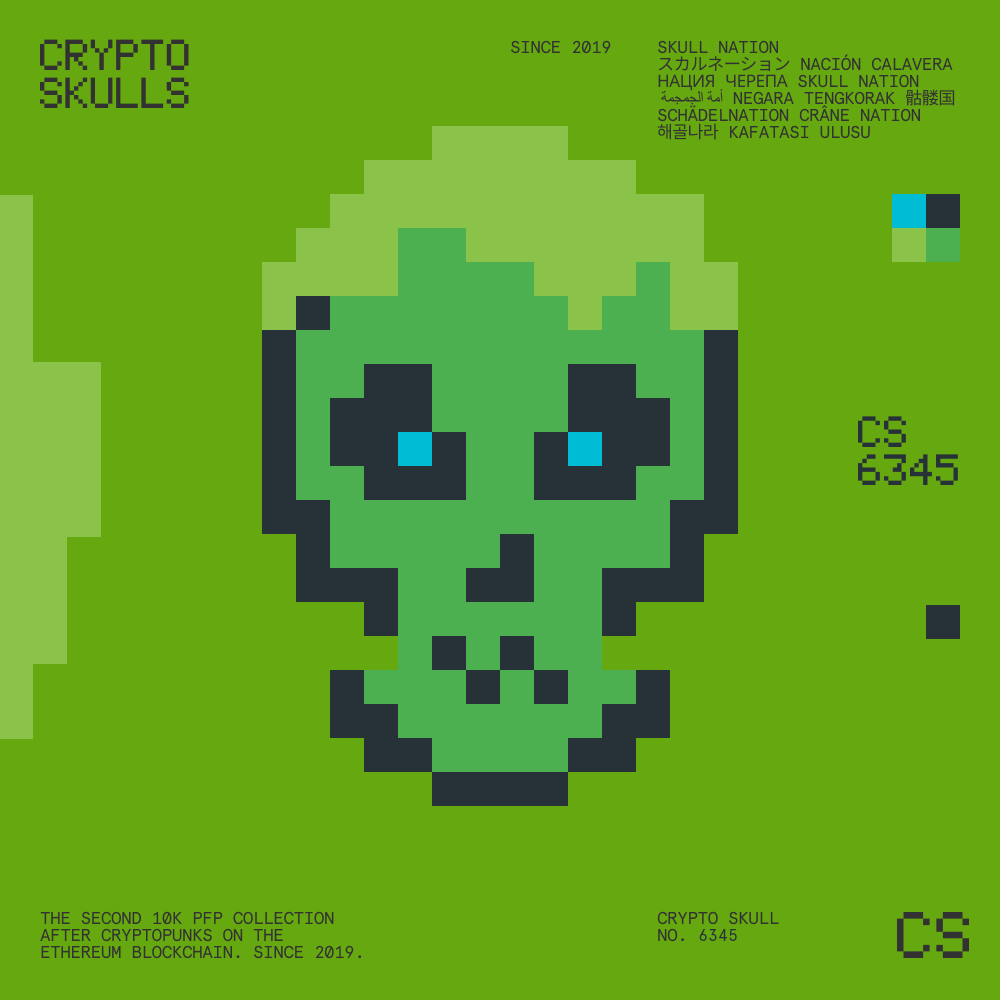 CRYPTO
SKULLS
SINCE 2019
SKULL NATION
スカルネーション NACIÓN CALAVERA
НАЦИЯ ЧЕРЕПА SKULL NATION
أمة الجمجمة NEGARA TENGKORAK 骷髅国
SCHÄDELNATION CRÂNE NATION
해골나라 KAFATASI ULUSU
CS
6345
THE SECOND 10K PFP COLLECTION
AFTER CRYPTOPUNKS ON THE
ETHEREUM BLOCKCHAIN. SINCE 2019.
CRYPTO SKULL
NO. 6345
CS